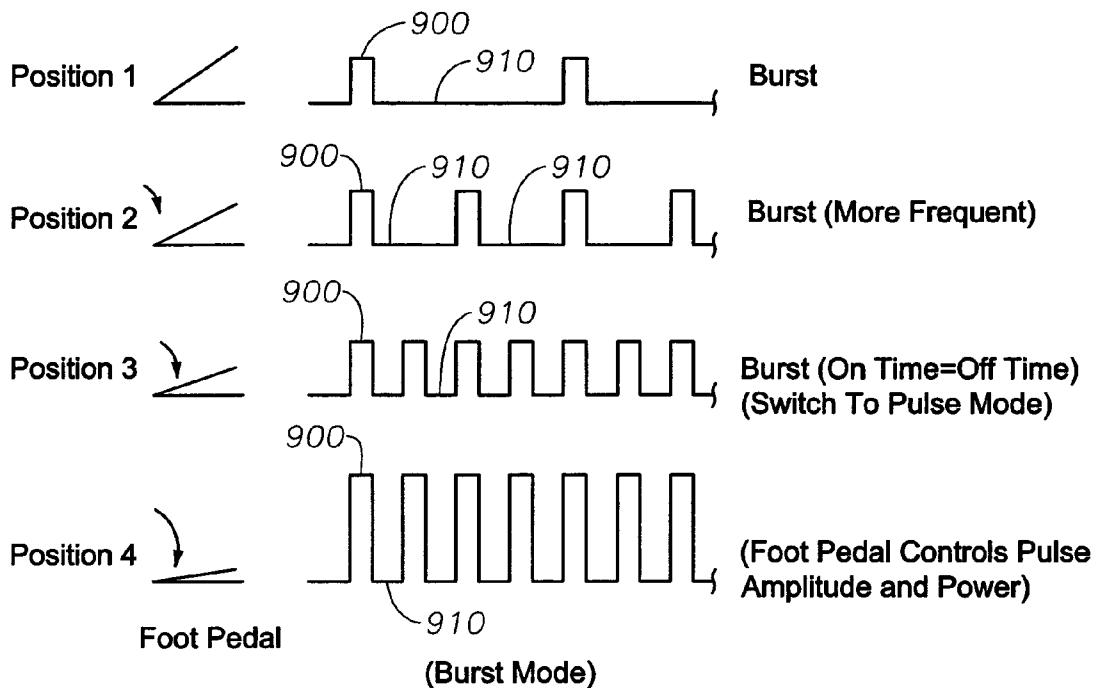 900
Position 1
910
Burst
900
910
910
Position 2
Burst (More Frequent)
900
910
Position 3
Burst (On Time=Off Time)
(Switch To Pulse Mode)
900
Position 4
(Foot Pedal Controls Pulse
Amplitude and Power)
910
Foot Pedal
(Burst Mode)